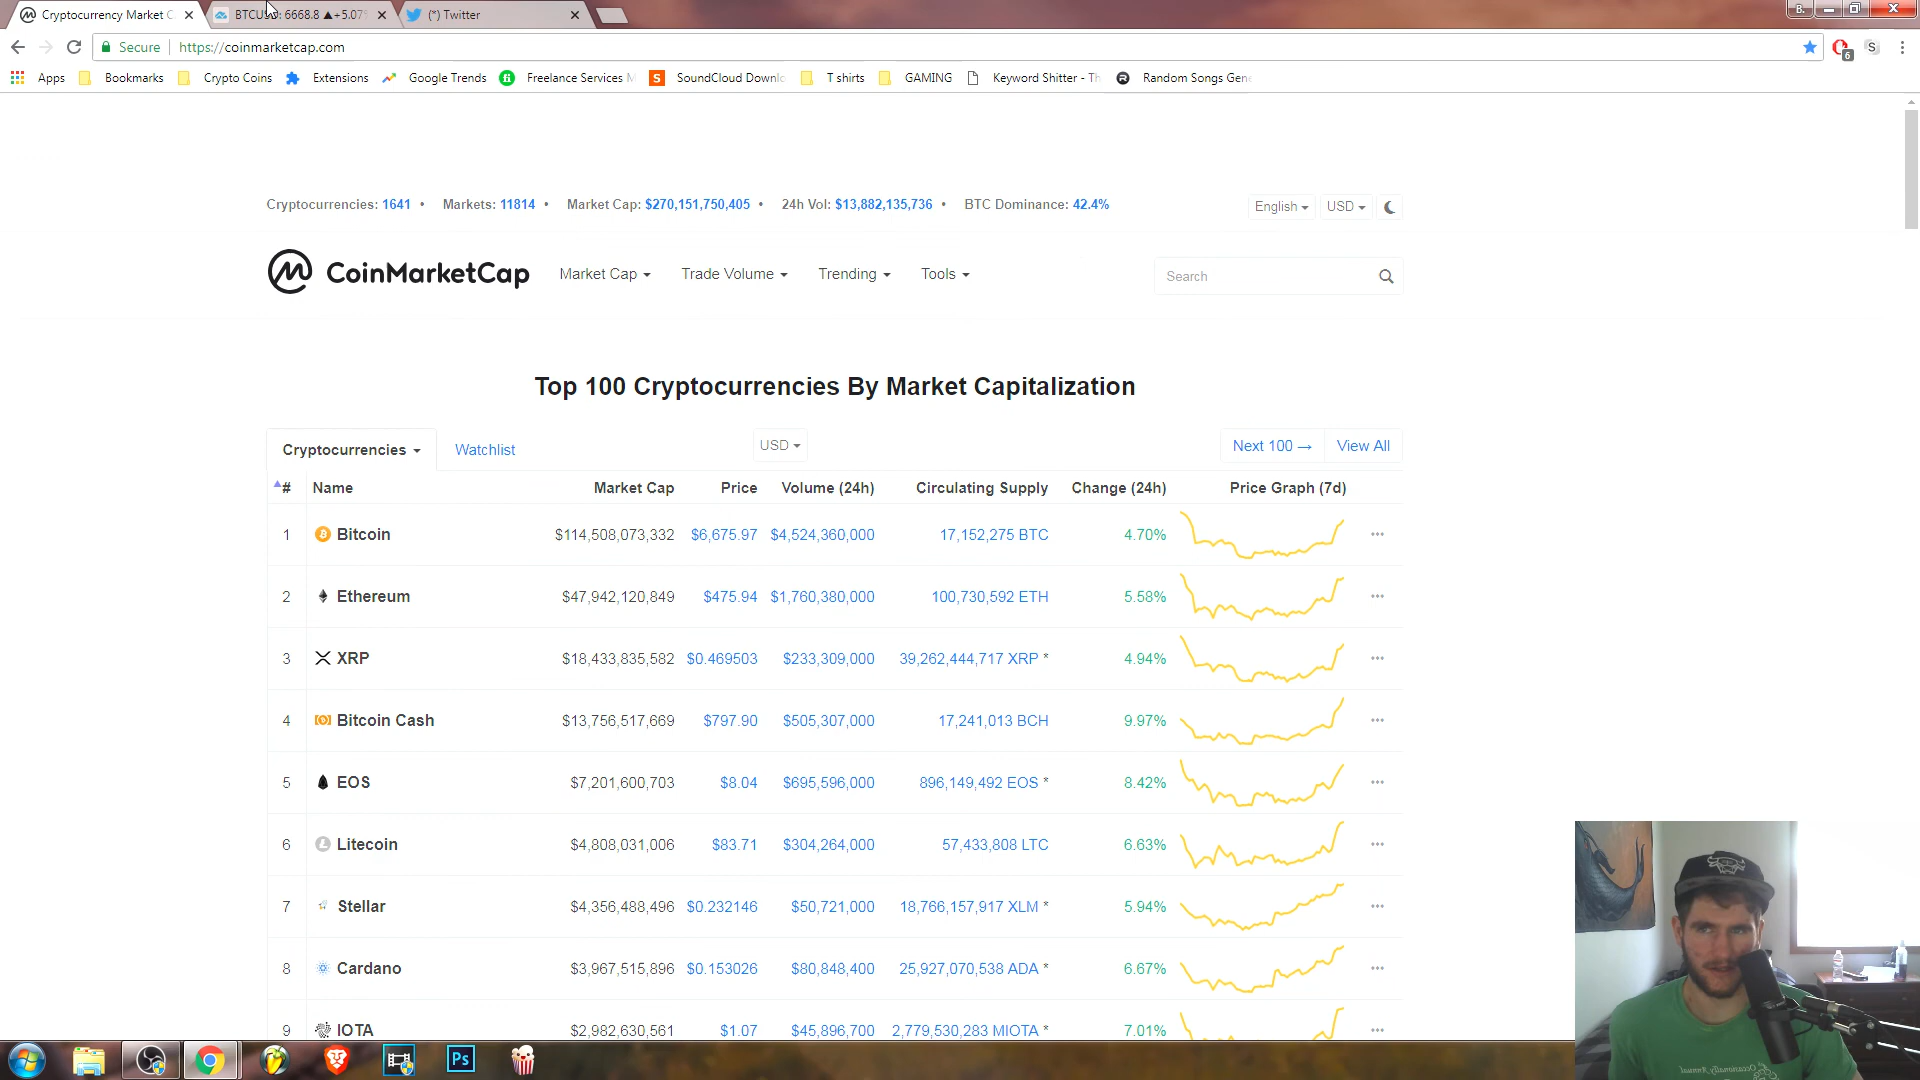 Cryptocurrency Market C
BTCUSD: 6668.8 ▲+5.07%
(*) Twitter
B.
Secure
https://coinmarketcap.com
6
S
Apps
Bookmarks
Crypto Coins
Extensions
Google Trends
Freelance Services M
SoundCloud Downlo
T shirts
GAMING
Keyword Shitter - Th
Random Songs Gene
Cryptocurrencies: 1641 • Markets: 11814 • Market Cap: $270,151,750,405 • 24h Vol: $13,882,135,736 • BTC Dominance: 42.4%
English
USD
CoinMarketCap
Market Cap
Trade Volume
Trending
Tools
Search
Top 100 Cryptocurrencies By Market Capitalization
Cryptocurrencies
Watchlist
USD
Next 100 →
View All
# Name Market Cap Price Volume (24h) Circulating Supply Change (24h) Price Graph (7d)
1 Bitcoin $114,508,073,332 $6,675.97 $4,524,360,000 17,152,275 BTC 4.70%
2 Ethereum $47,942,120,849 $475.94 $1,760,380,000 100,730,592 ETH 5.58%
3 XRP $18,433,835,582 $0.469503 $233,309,000 39,262,444,717 XRP * 4.94%
4 Bitcoin Cash $13,756,517,669 $797.90 $505,307,000 17,241,013 BCH 9.97%
5 EOS $7,201,600,703 $8.04 $695,596,000 896,149,492 EOS * 8.42%
6 Litecoin $4,808,031,006 $83.71 $304,264,000 57,433,808 LTC 6.63%
7 Stellar $4,356,488,496 $0.232146 $50,721,000 18,766,157,917 XLM * 5.94%
8 Cardano $3,967,515,896 $0.153026 $80,848,400 25,927,070,538 ADA * 6.67%
9 IOTA $2,982,630,561 $1.07 $45,896,700 2,779,530,283 MIOTA * 7.01%
Ps